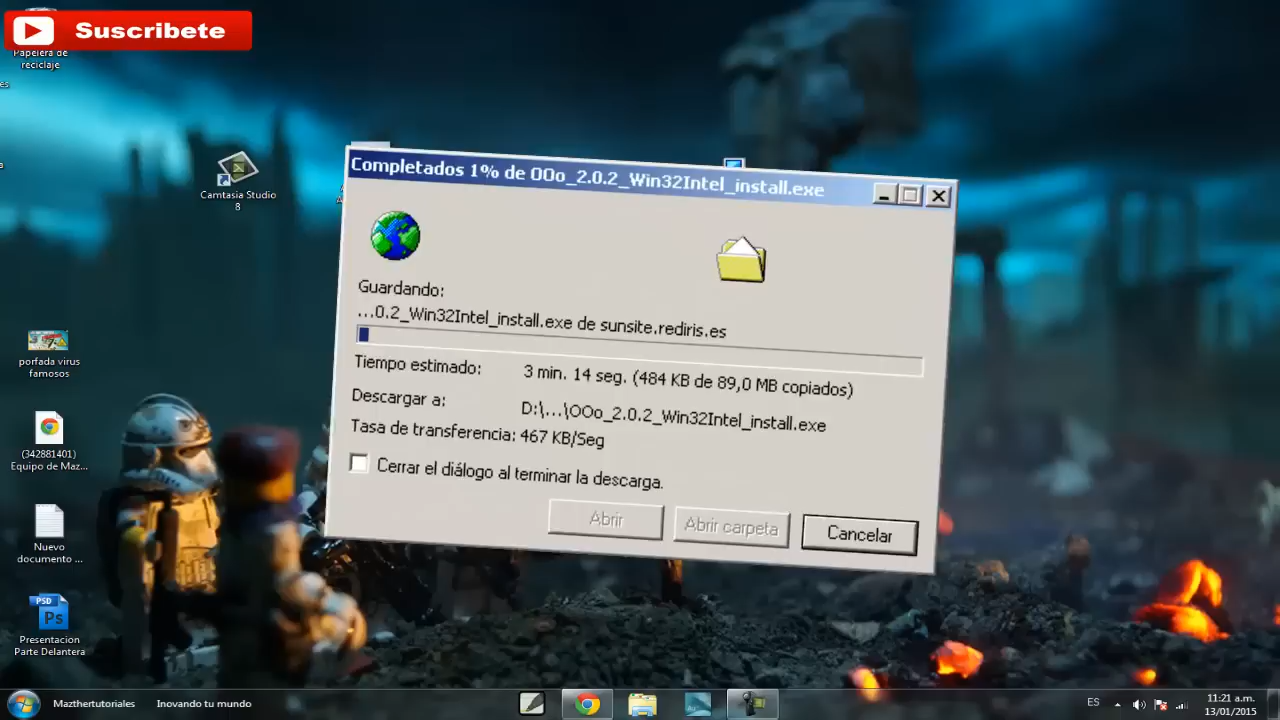 Suscribete
Papelera de
reciclaje
es
Camtasia Studio
8
Completados 1% de OOo_2.0.2_Win32Intel_install.exe
Guardando:
...0.2_Win32Intel_install.exe de sunsite.rediris.es
Tiempo estimado: 3 min. 14 seg. (484 KB de 89,0 MB copiados)
Descargar a: D:\...\OOo_2.0.2_Win32Intel_install.exe
Tasa de transferencia: 467 KB/Seg
Cerrar el diálogo al terminar la descarga.
Abrir
Abrir carpeta
Cancelar
porfada virus
famosos
(342881401)
Equipo de Maz...
Nuevo
documento ...
PSD
Ps
Presentacion
Parte Delantera
Mazthertutoriales
Inovando tu mundo
ES
11:21 a.m.
13/01/2015